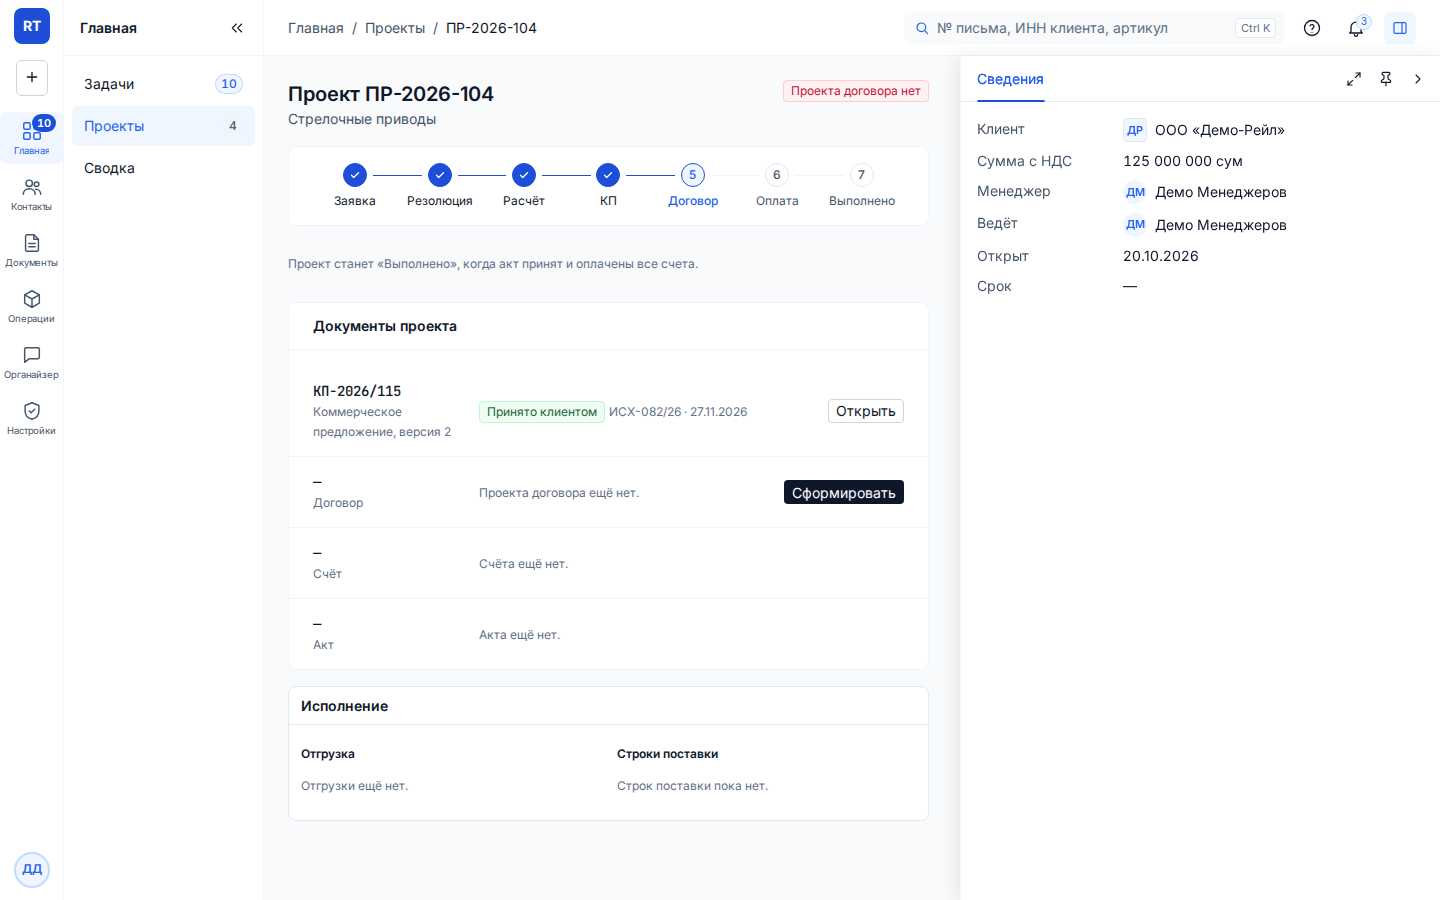 RT
Главная
Главная / Проекты / ПР-2026-104
№ письма, ИНН клиента, артикул
Ctrl K
3
10
Главная
Контакты
Документы
Операции
Органайзер
Настройки
ДД
Задачи
10
Проекты
4
Сводка
Проект ПР-2026-104
Проекта договора нет
Стрелочные приводы
5
6
7
Заявка
Резолюция
Расчёт
КП
Договор
Оплата
Выполнено
Проект станет «Выполнено», когда акт принят и оплачены все счета.
Документы проекта
КП-2026/115
Коммерческое
предложение, версия 2
Принято клиентом ИСХ-082/26 · 27.11.2026
Открыть
—
Договор
Проекта договора ещё нет.
Сформировать
—
Счёт
Счёта ещё нет.
—
Акт
Акта ещё нет.
Исполнение
Отгрузка
Отгрузки ещё нет.
Строки поставки
Строк поставки пока нет.
Сведения
Клиент
ДР ООО «Демо-Рейл»
Сумма с НДС
125 000 000 сум
Менеджер
ДМ Демо Менеджеров
Ведёт
ДМ Демо Менеджеров
Открыт
20.10.2026
Срок
—